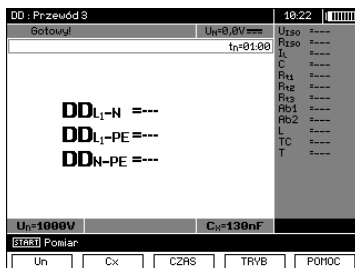 DD : Przewód 3 10:22
Gotowy! UN=0,0V
tn=01:00
DDL1-N =---
DDL1-PE=---
DDN-PE=---
UISO =----
RISO =----
IL =----
C =----
Rt1 =----
Rt2 =----
Rt3 =----
Ab1 =----
Ab2 =----
L =----
TC =----
T =----
Un=1000V CX=130nF
START Pomiar
Un Cx CZAS TRYB POMOC